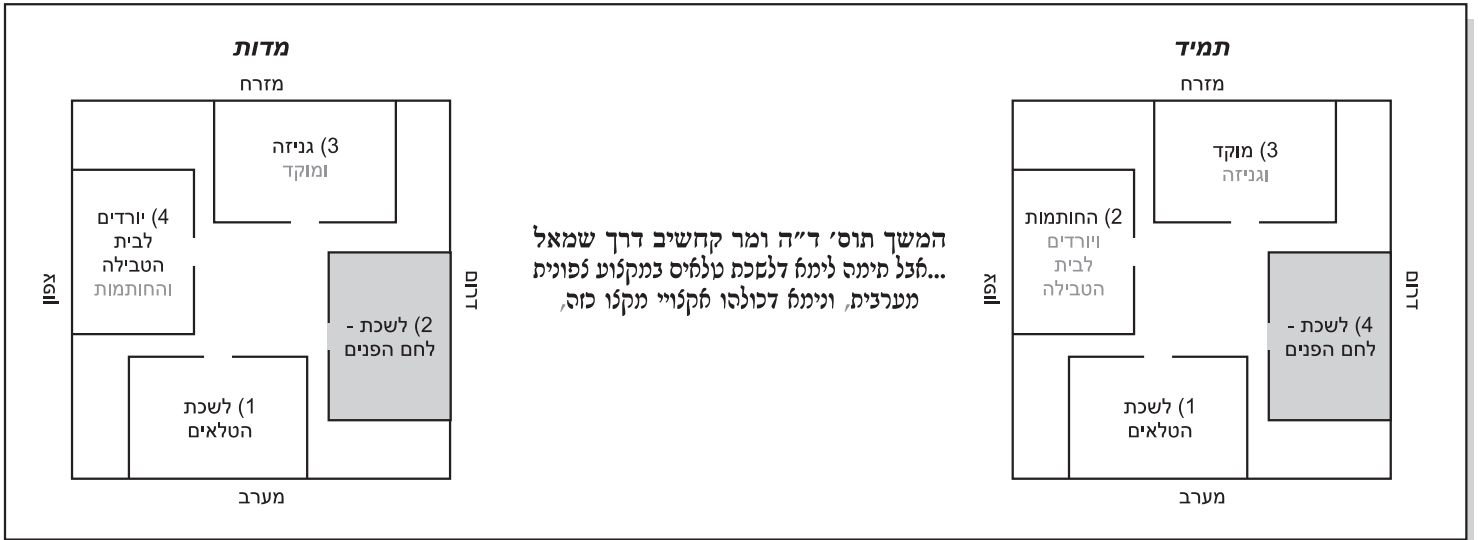 תמיד
מזרח
3) מוקד
וגניזה
2) החותמות
ויורדים
לבית
הטבילה
צפון
דרום
4) לשכת -
לחם הפנים
1) לשכת
הטלאים
מערב
המשך תוס׳ ד״ה ומר קחשיב דרך שמאל
...אבל תימה לימא דלשכת טלאים במקצוע צפונית
מערבית, ונימא דכולהו אקצויי מקצו כזה,
מדות
מזרח
3) גניזה
ומוקד
4) יורדים
לבית
הטבילה
והחותמות
צפון
דרום
2) לשכת -
לחם הפנים
1) לשכת
הטלאים
מערב